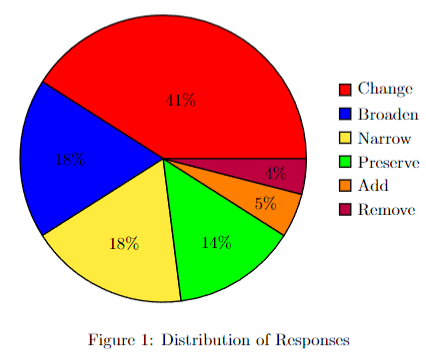 41%
18%
18%
14%
5%
4%
Change
Broaden
Narrow
Preserve
Add
Remove
Figure 1: Distribution of Responses